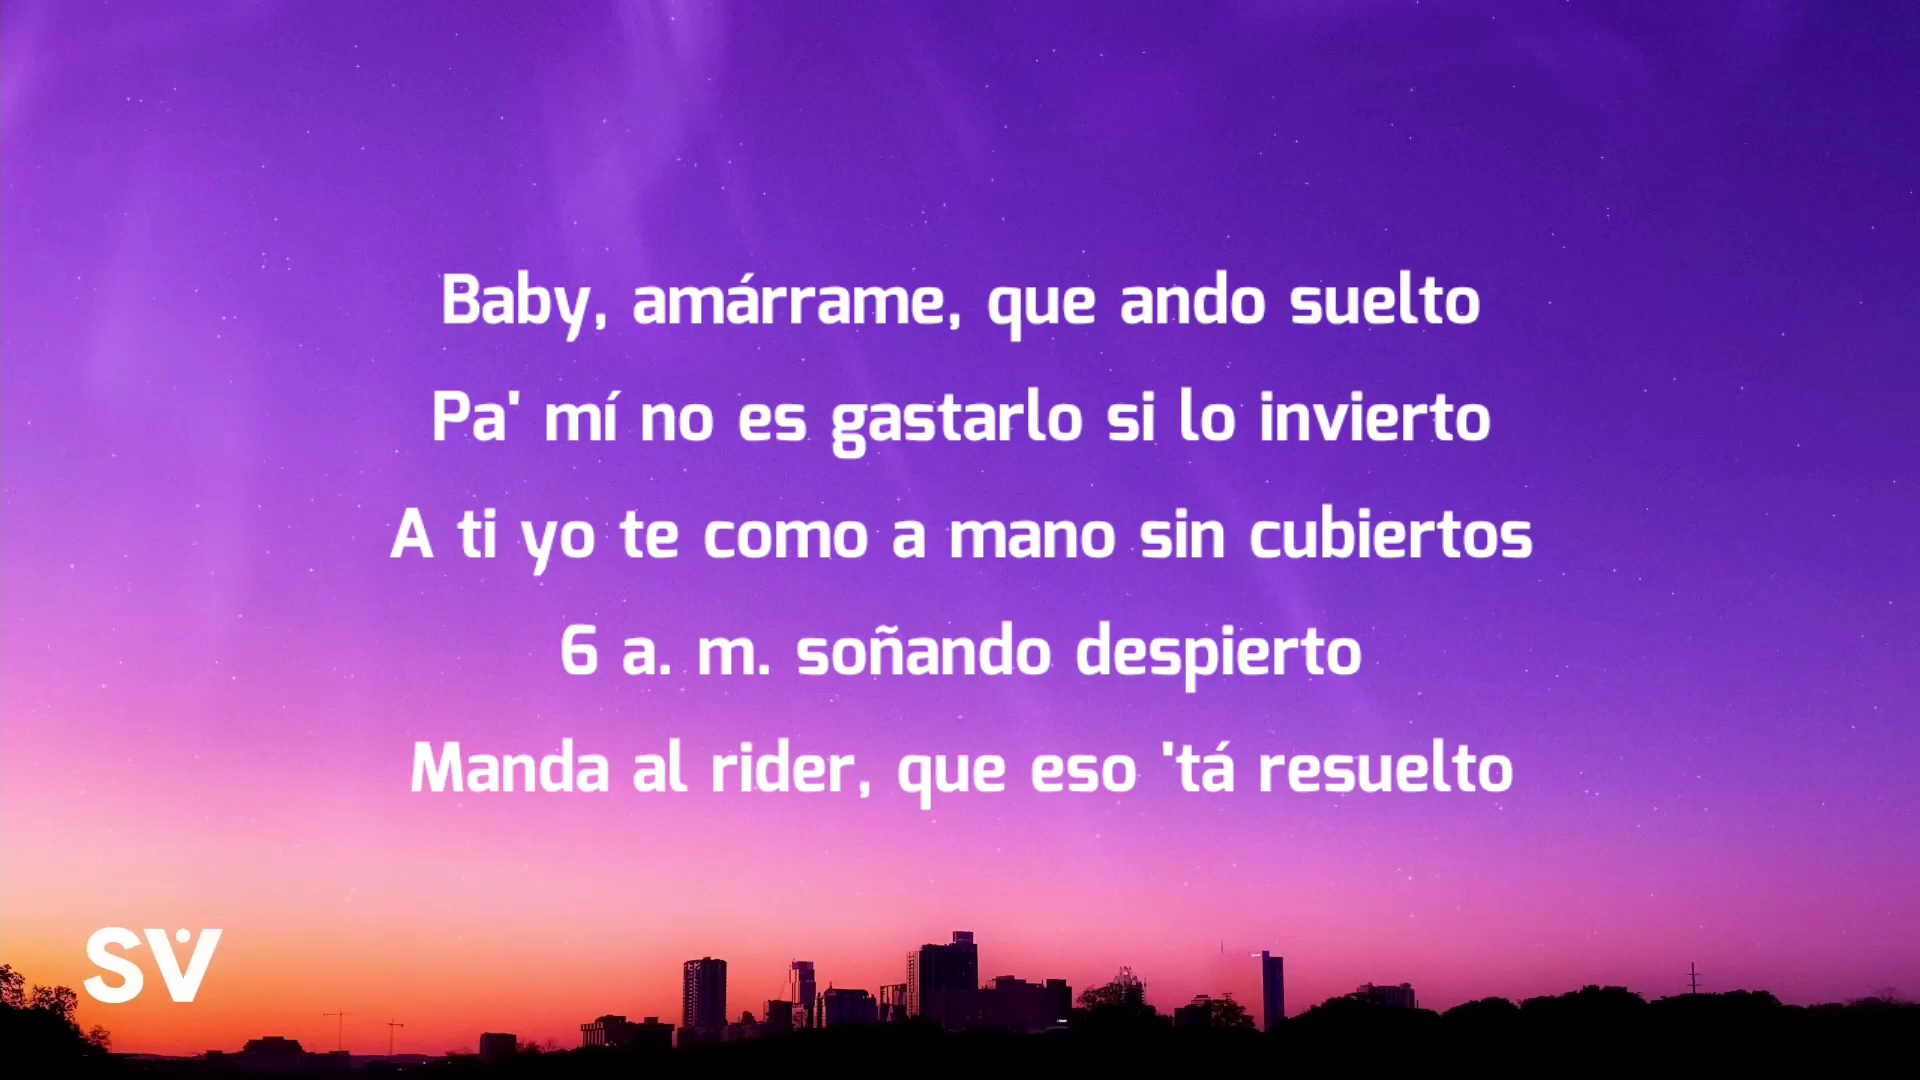 Baby, amárrame, que ando suelto
Pa' mí no es gastarlo si lo invierto
A ti yo te como a mano sin cubiertos
6 a. m. soñando despierto
Manda al rider, que eso 'tá resuelto
SV